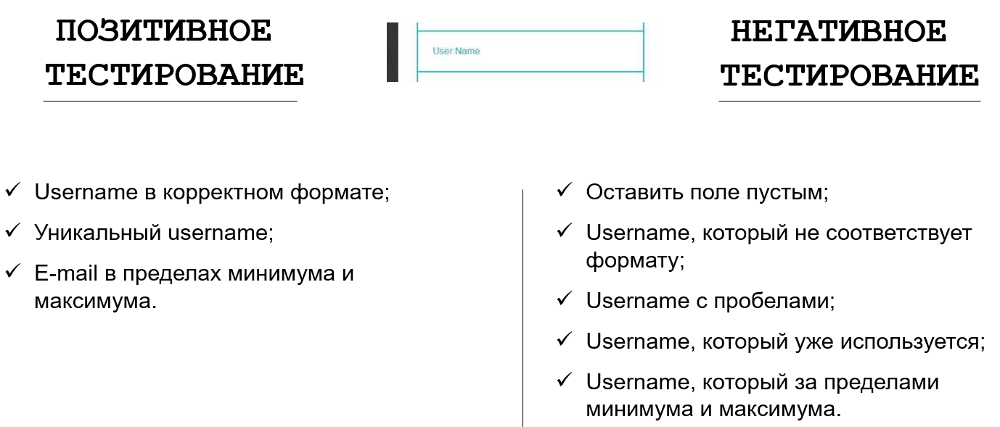 ПОЗИТИВНОЕ
ТЕСТИРОВАНИЕ
User Name
НЕГАТИВНОЕ
ТЕСТИРОВАНИЕ
✓ Username в корректном формате;
✓ Уникальный username;
✓ E-mail в пределах минимума и
максимума.
✓ Оставить поле пустым;
✓ Username, который не соответствует
формату;
✓ Username с пробелами;
✓ Username, который уже используется;
✓ Username, который за пределами
минимума и максимума.